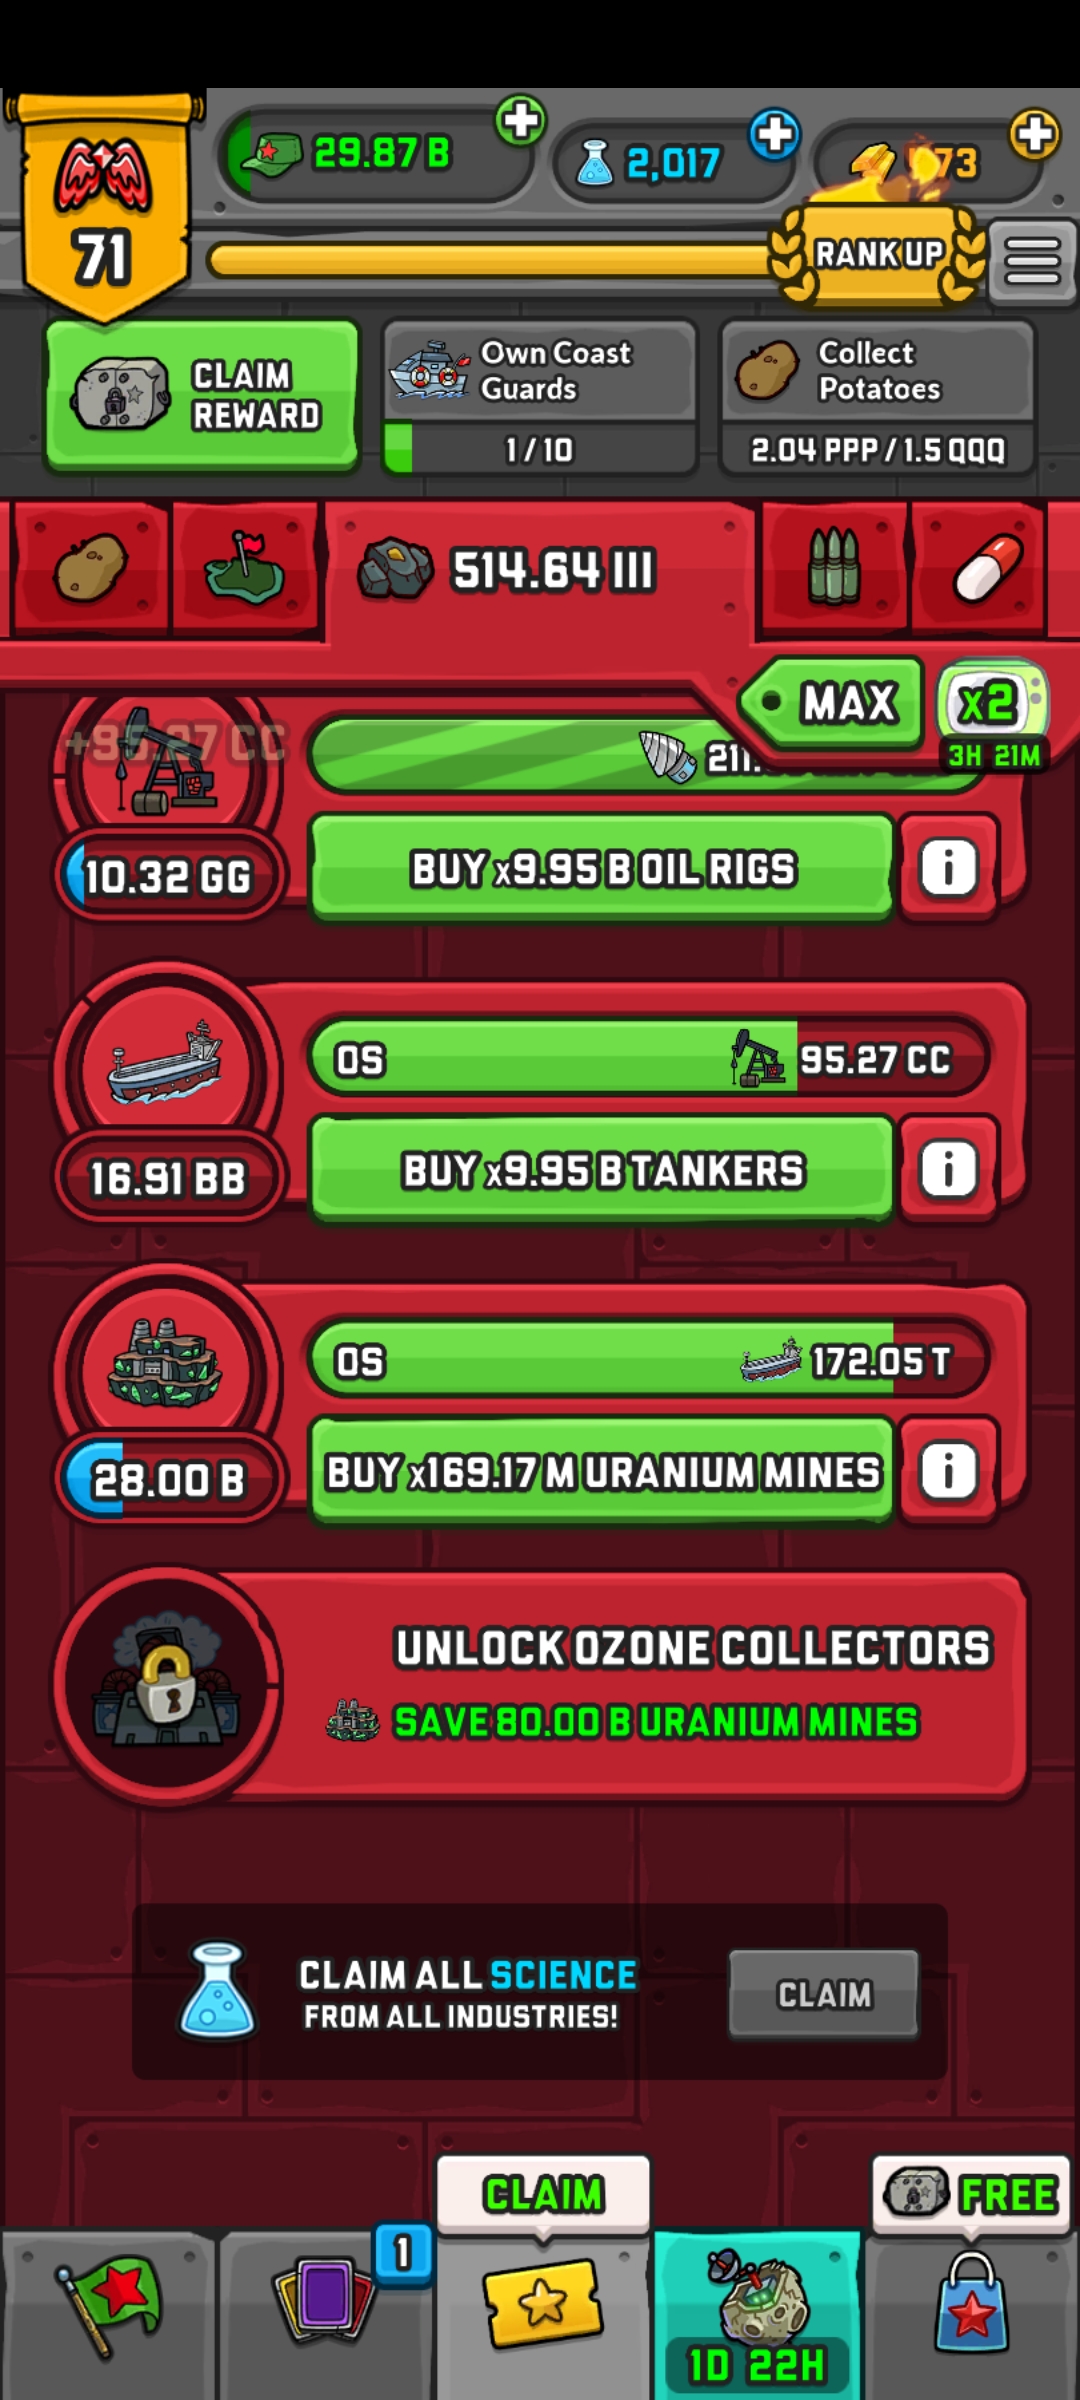 29.87 B
2,017
73
71
RANK UP
CLAIM
REWARD
Own Coast
Guards
1 / 10
Collect
Potatoes
2.04 PPP / 1.5 QQQ
514.64 III
MAX
x2
3H 21M
+95.27 CC
211.
10.32 GG
BUY x9.95 B OIL RIGS
i
0S
95.27 CC
16.91 BB
BUY x9.95 B TANKERS
i
0S
172.05 T
28.00 B
BUY x169.17 M URANIUM MINES
i
UNLOCK OZONE COLLECTORS
SAVE 80.00 B URANIUM MINES
CLAIM ALL SCIENCE
FROM ALL INDUSTRIES!
CLAIM
CLAIM
FREE
1
1D 22H